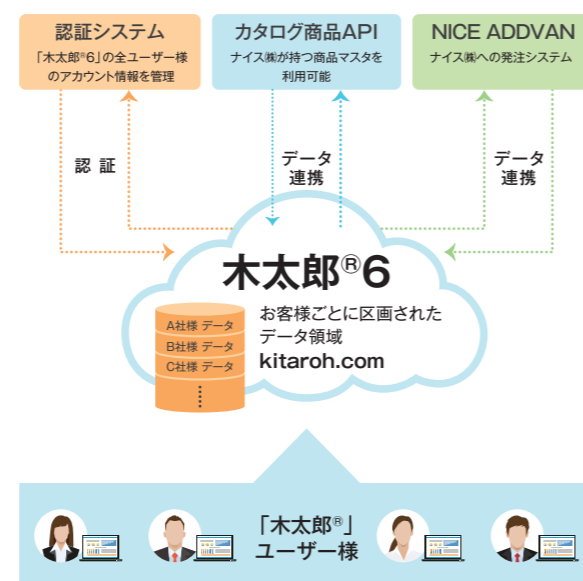 認証システム
「木太郎®6」の全ユーザー様
のアカウント情報を管理
カタログ商品API
ナイス㈱が持つ商品マスタを
利用可能
NICE ADDVAN
ナイス㈱への発注システム
認 証
データ
連携
データ
連携
木太郎®6
お客様ごとに区画された
データ領域
kitaroh.com
A社様 データ
B社様 データ
C社様 データ
「木太郎®」
ユーザー様